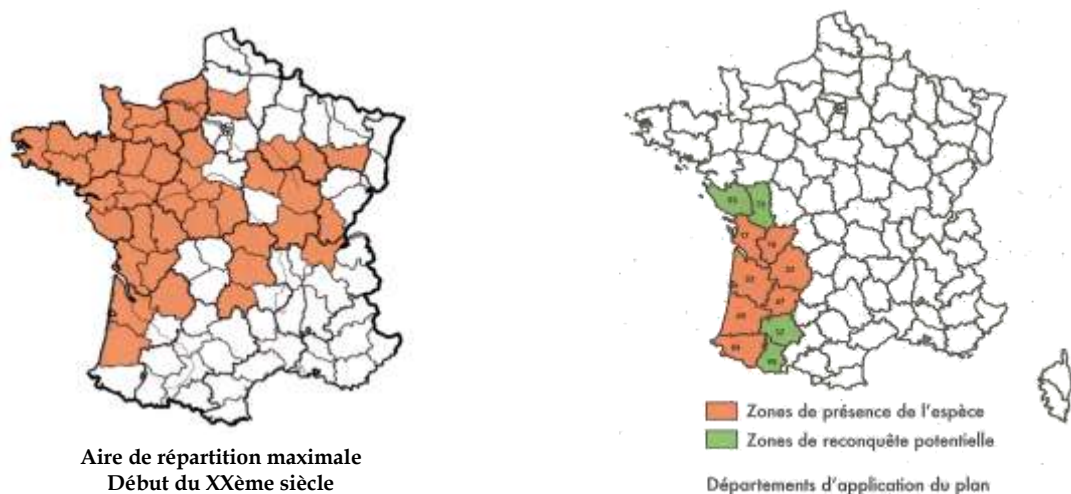 Aire de répartition maximale
Début du XXème siècle
Zones de présence de l'espèce
Zones de reconquête potentielle
Départements d'application du plan